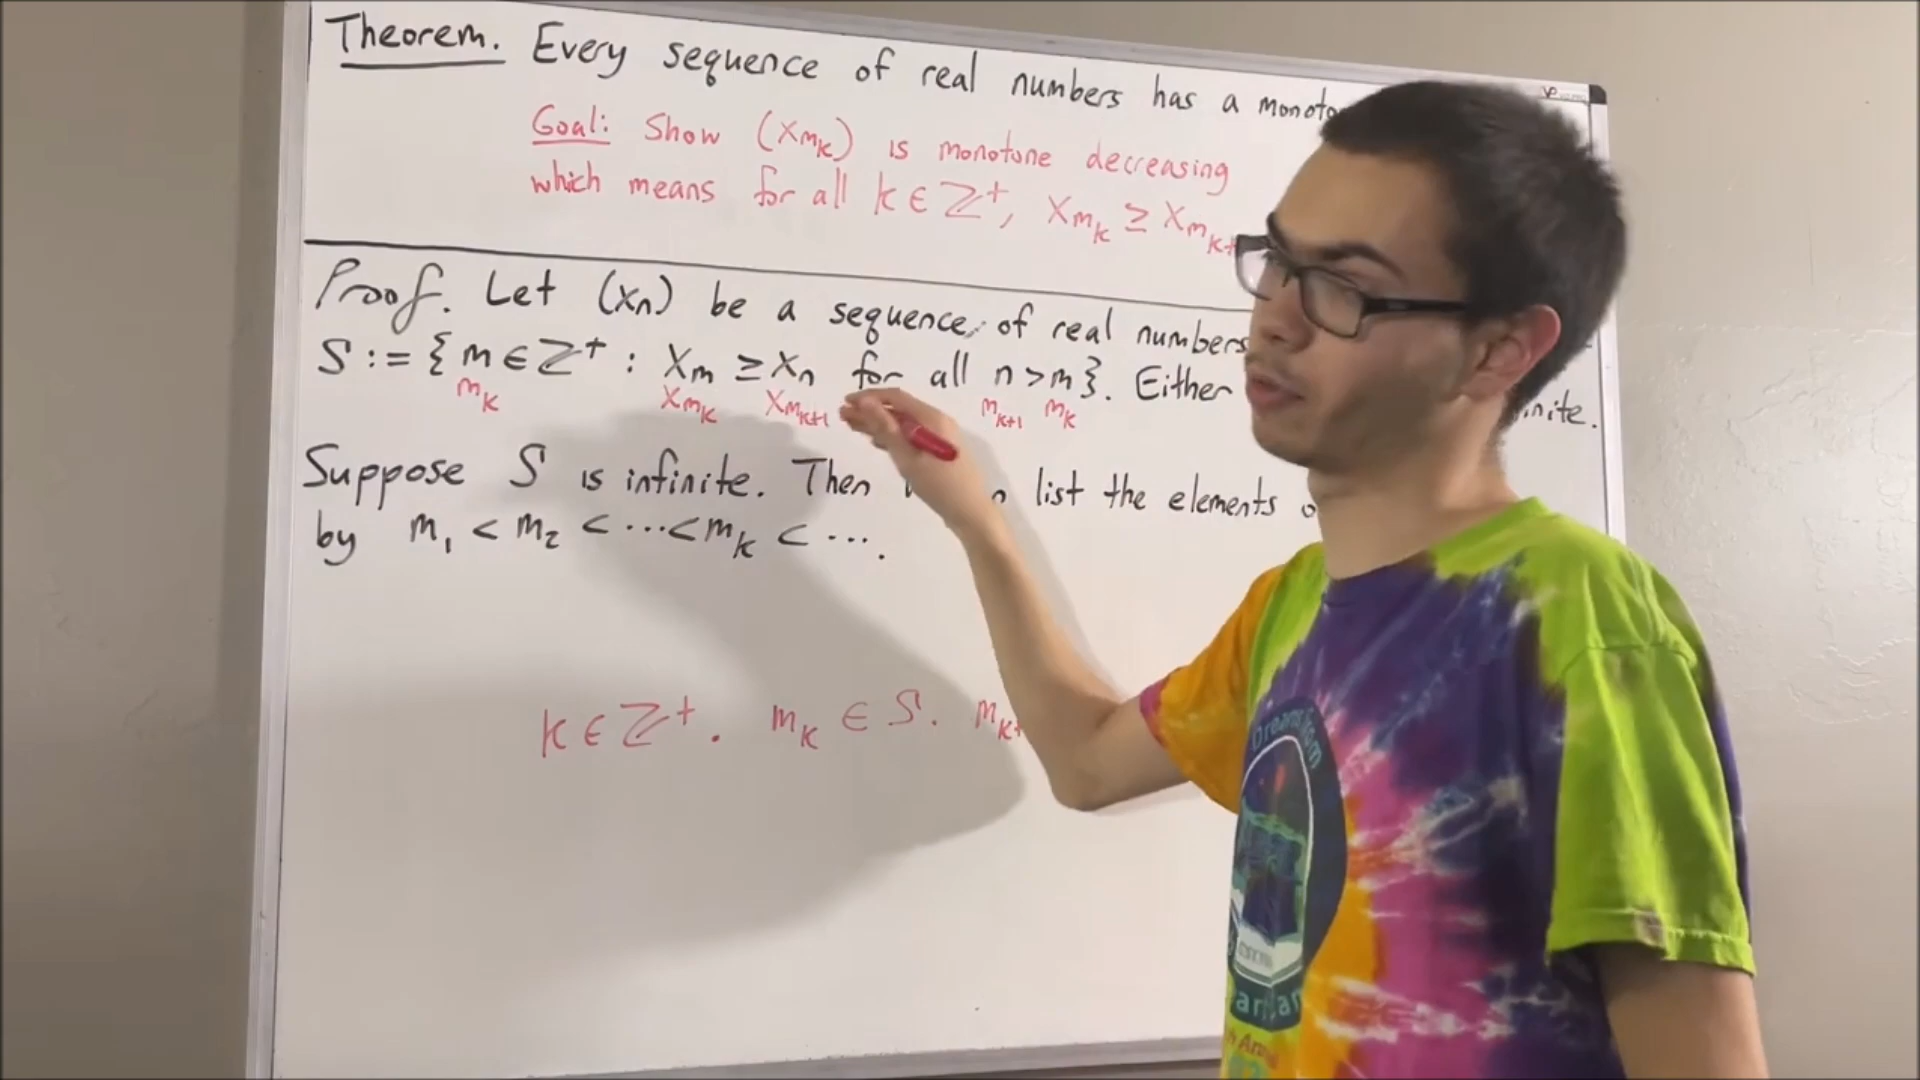 Theorem. Every sequence of real numbers has a
Goal: Show (x_{m_k}) is monotone decreasing
which means for all k ∈ ℤ⁺, x_{m_k} ≥ x_{m_{k+1}}
Proof. Let (x_n) be a sequence of real numbers
S := { m ∈ ℤ⁺ : x_m ≥ x_n for all n > m }. Either
m_k x_{m_k} x_{m_{k+1}} m_{k+1} m_k
Suppose S is infinite. Then list the elements
by m_1 < m_2 < ... < m_k < ... .
k ∈ ℤ⁺. m_k ∈ S.